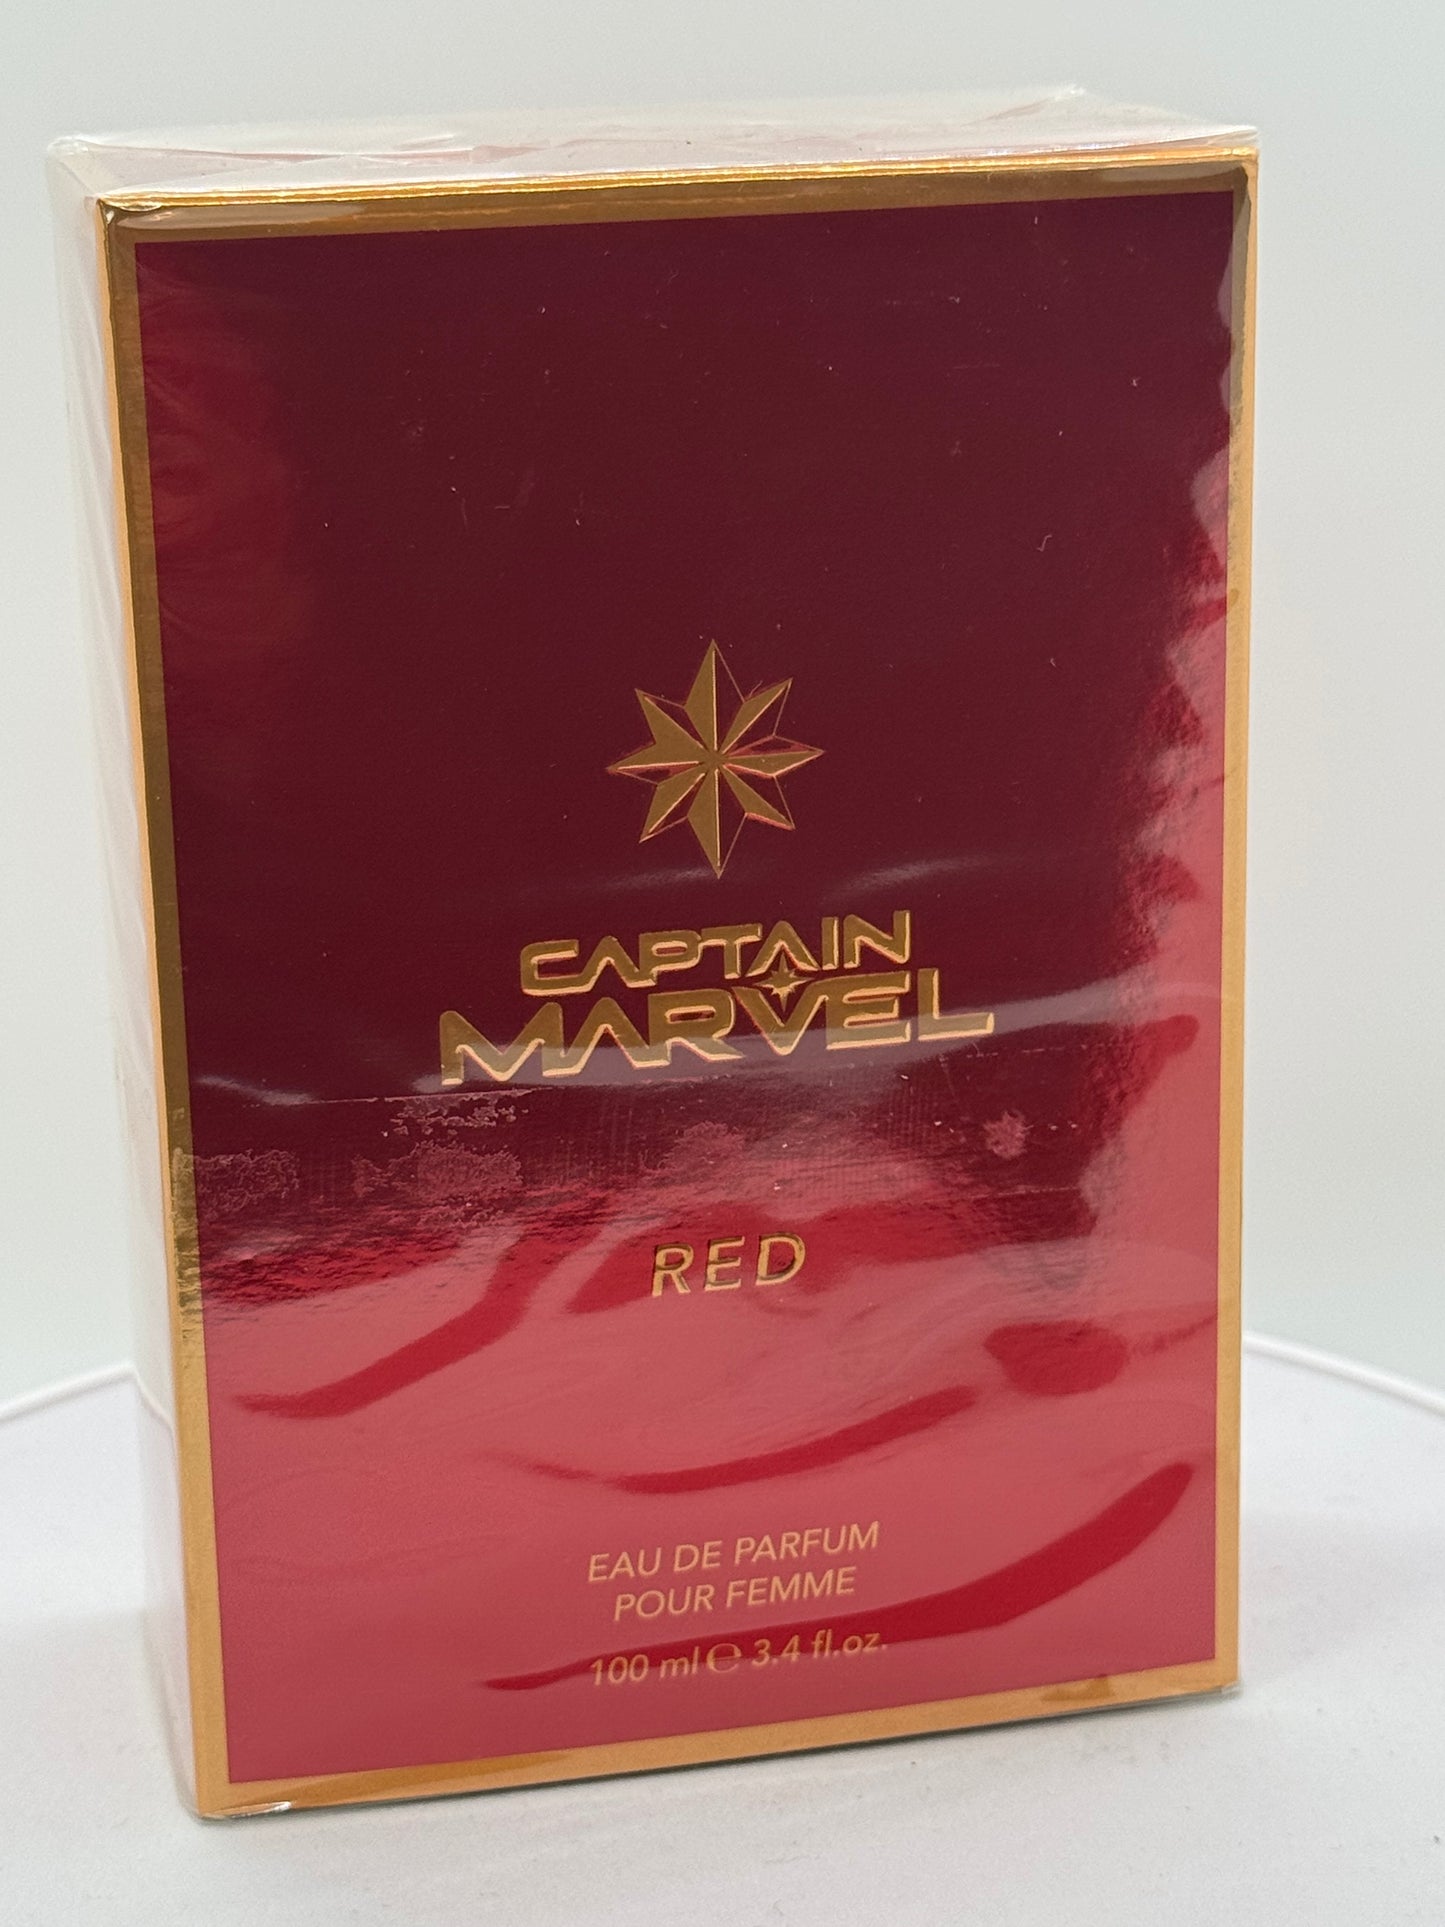 CAPTAIN
MARVEL
RED
EAU DE PARFUM
POUR FEMME
100 ml ℮ 3.4 fl.oz.